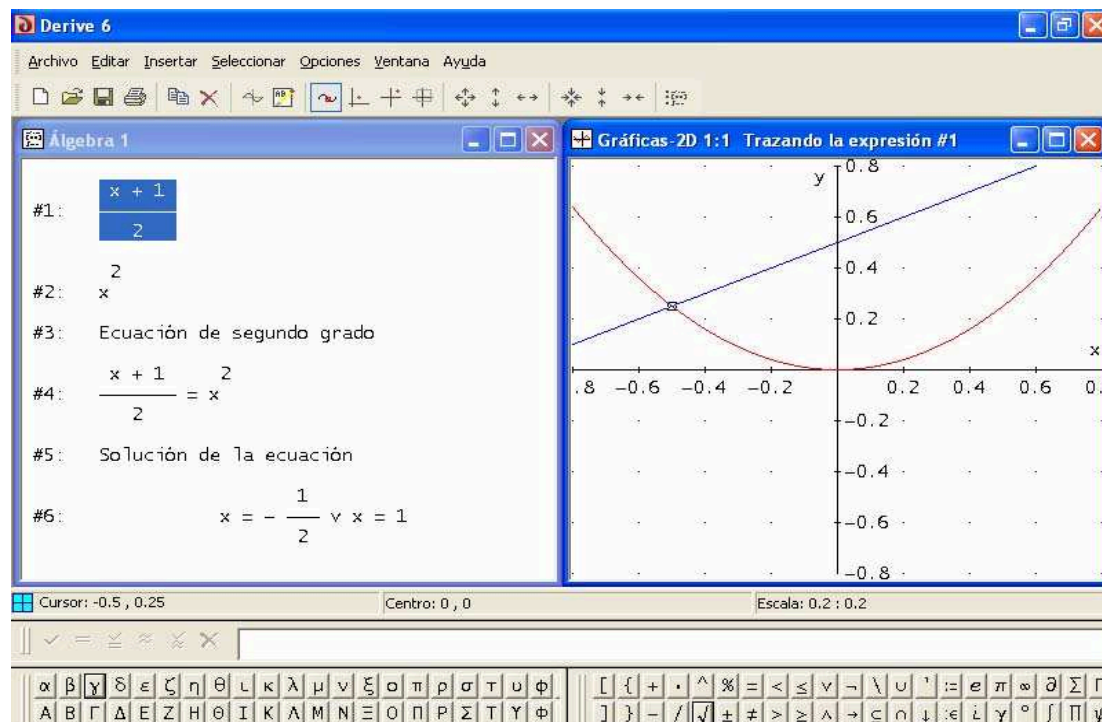 Derive 6
Archivo Editar Insertar Seleccionar Opciones Ventana Ayuda
Álgebra 1
#1: x + 1
2
2
#2: x
#3: Ecuación de segundo grado
x + 1 2
#4: = x
2
#5: Solución de la ecuación
1
#6: x = - ∨ x = 1
2
Gráficas-2D 1:1 Trazando la expresión #1
y
0.8
0.6
0.4
0.2
x
.8 −0.6 −0.4 −0.2 0.2 0.4 0.6 0.
−0.2
−0.4
−0.6
−0.8
Cursor: -0.5 , 0.25 Centro: 0 , 0 Escala: 0.2 : 0.2
α β γ δ ε ζ η θ ι κ λ μ ν ξ ο π ρ σ τ υ φ [ { + · ^ % = < ≤ ∨ ¬ \ ∪ ' := e π ∞ ∂ Σ
Α Β Γ Δ Ε Ζ Η Θ Ι Κ Λ Μ Ν Ξ Ο Π Ρ Σ Τ Υ Φ ] } − / √ ± ≠ > ≥ ∧ → ⊂ ∩ ↓ :∈ i γ ° ∫ ∏